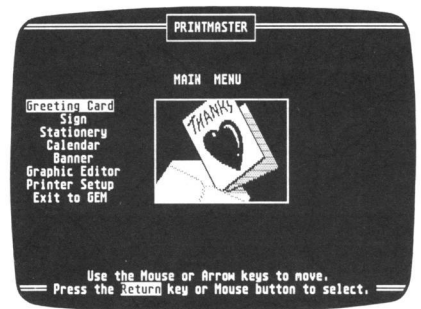 PRINTMASTER
MAIN MENU
Greeting Card
Sign
Stationery
Calendar
Banner
Graphic Editor
Printer Setup
Exit to GEM
THANKS
Use the Mouse or Arrow keys to move.
Press the Return key or Mouse button to select.